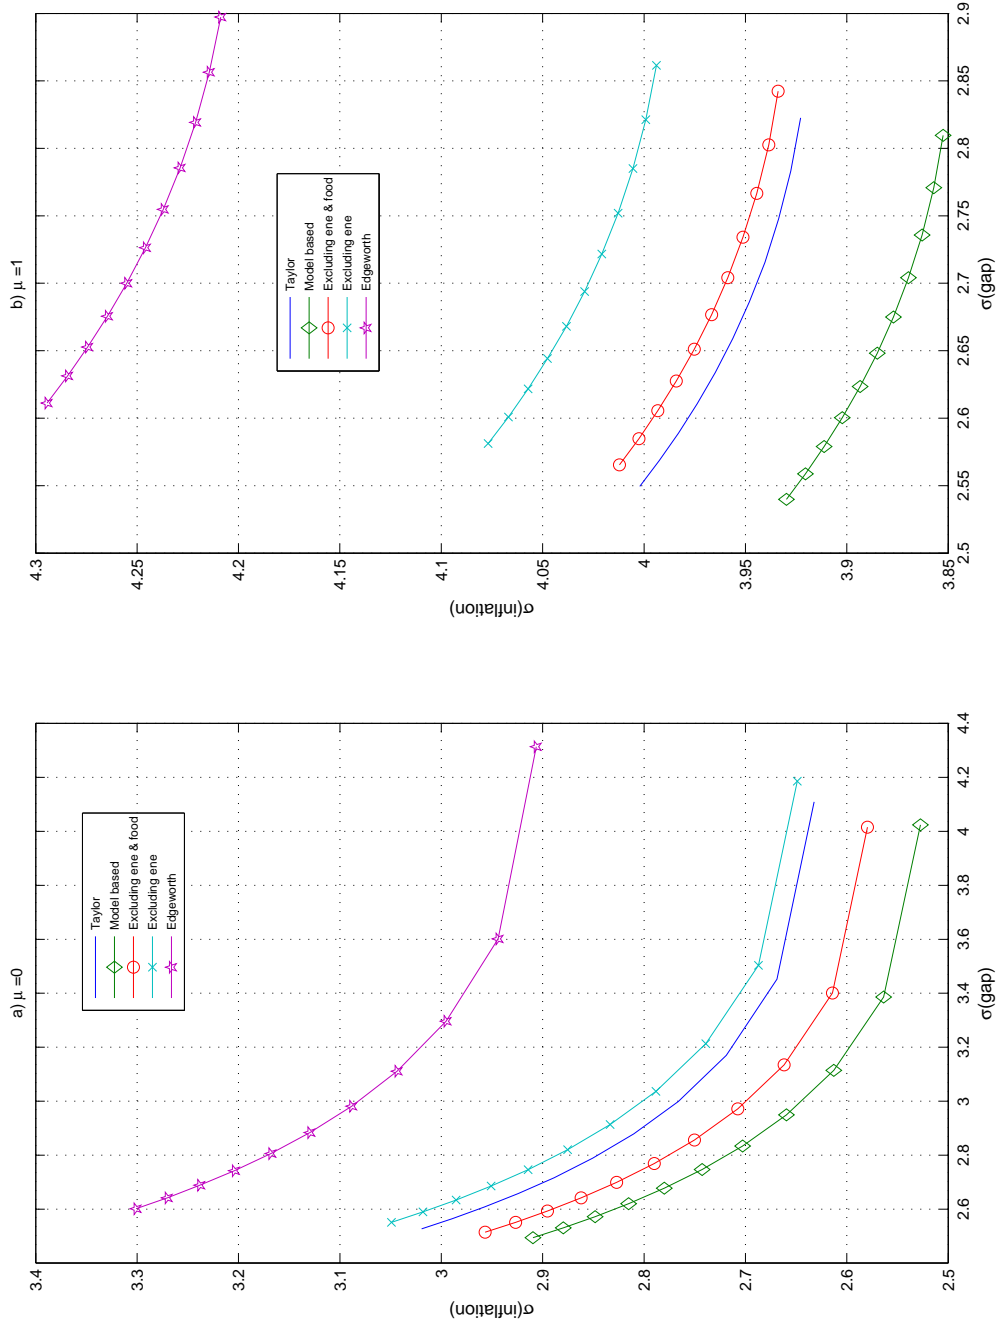 a) μ =0
3.4
3.3
3.2
3.1
3
2.9
2.8
2.7
2.6
2.5
σ(inflation)
2.6
2.8
3
3.2
3.4
3.6
3.8
4
4.2
4.4
σ(gap)
Taylor
Model based
Excluding ene & food
Excluding ene
Edgeworth
b) μ =1
4.3
4.25
4.2
4.15
4.1
4.05
4
3.95
3.9
3.85
σ(inflation)
2.5
2.55
2.6
2.65
2.7
2.75
2.8
2.85
2.9
σ(gap)
Taylor
Model based
Excluding ene & food
Excluding ene
Edgeworth